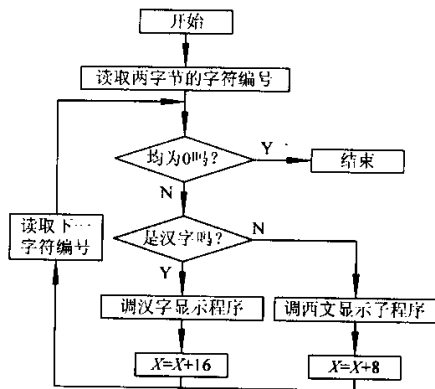 开始
读取两字节的字符编号
均为0吗?
Y
结束
N
读取下一
字符编号
是汉字吗?
N
Y
调汉字显示程序
调西文显示子程序
X=X+16
X=X+8